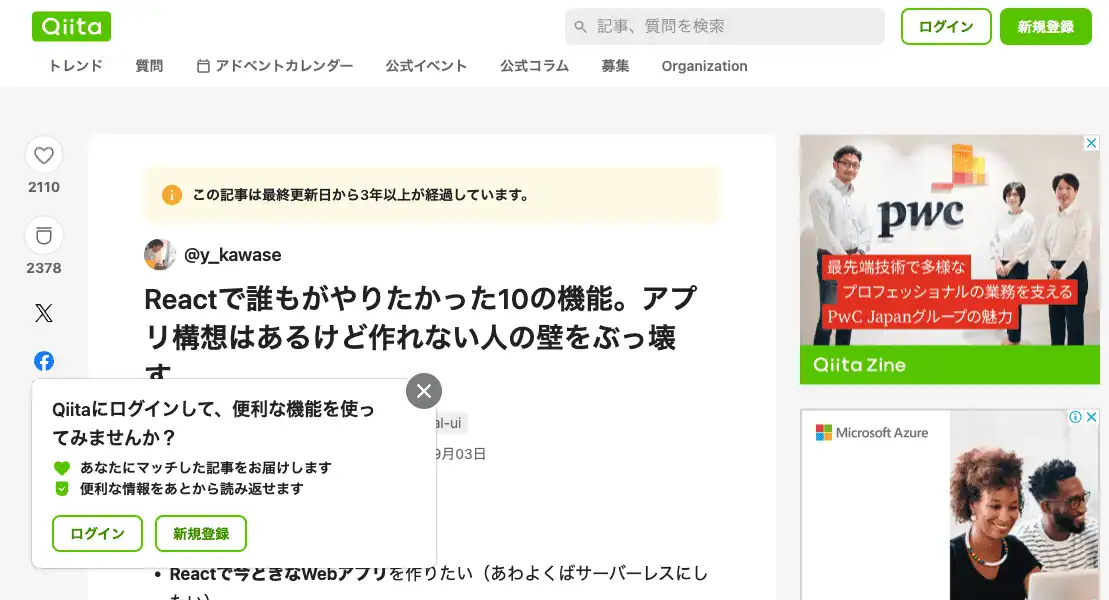 Qiita
記事、質問を検索
ログイン
新規登録
トレンド
質問
アドベントカレンダー
公式イベント
公式コラム
募集
Organization
2110
2378
この記事は最終更新日から3年以上が経過しています。
@y_kawase
Reactで誰もがやりたかった10の機能。アプ
リ構想はあるけど作れない人の壁をぶっ壊
す
al-ui
9月03日
Qiitaにログインして、便利な機能を使っ
てみませんか？
あなたにマッチした記事をお届けします
便利な情報をあとから読み返せます
ログイン
新規登録
• Reactで今どきなWebアプリを作りたい（あわよくばサーバーレスにし
たい）
pwc
最先端技術で多様な
プロフェッショナルの業務を支える
PwC Japanグループの魅力
Qiita Zine
Microsoft Azure